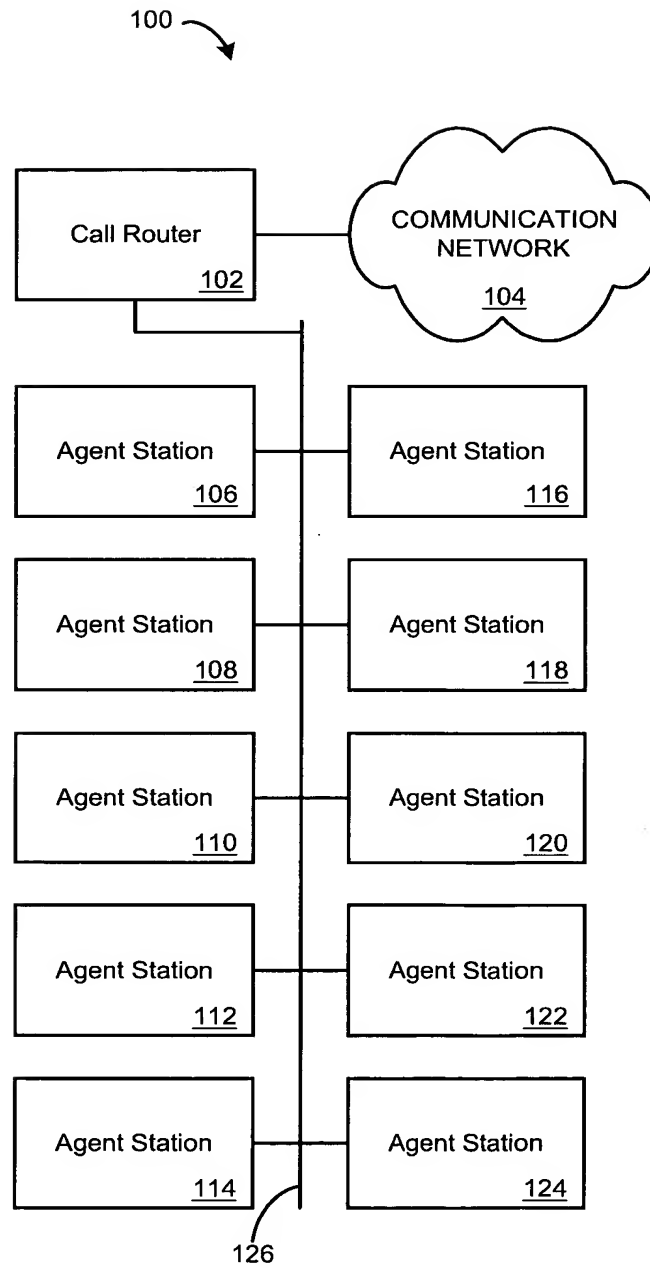 100
Call Router
102
COMMUNICATION
NETWORK
104
Agent Station
106
Agent Station
116
Agent Station
108
Agent Station
118
Agent Station
110
Agent Station
120
Agent Station
112
Agent Station
122
Agent Station
114
Agent Station
124
126